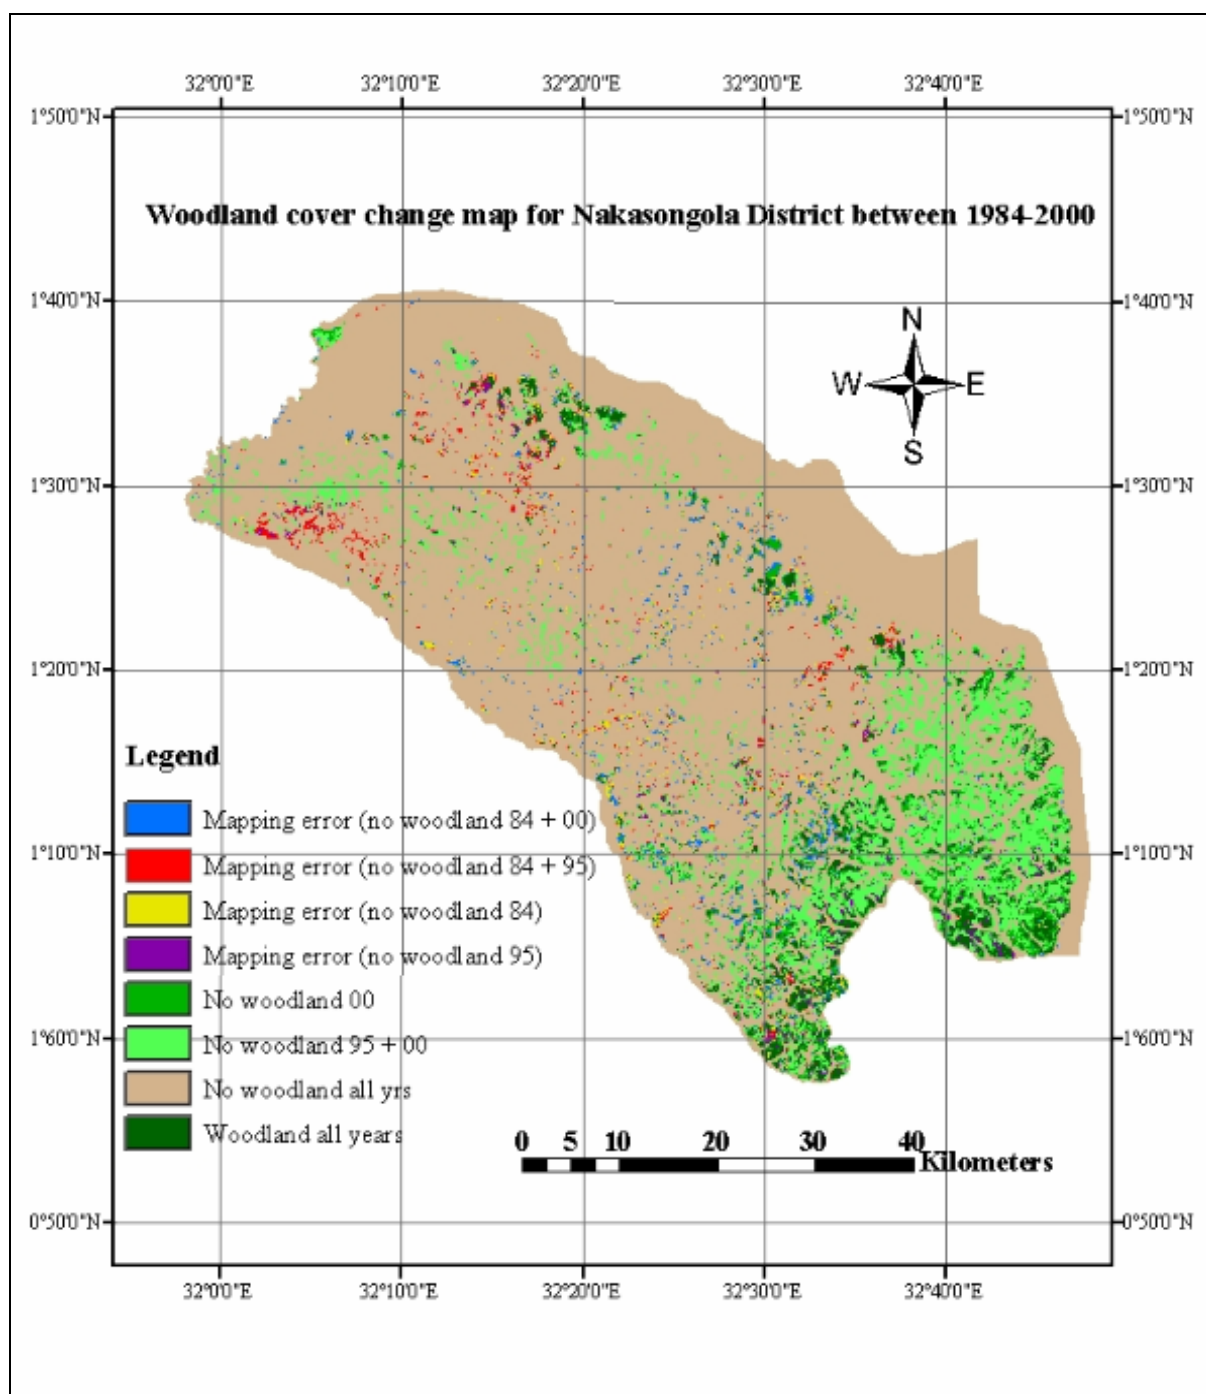 32°0'0"E 32°10'0"E 32°20'0"E 32°30'0"E 32°40'0"E
1°50'0"N 1°50'0"N
Woodland cover change map for Nakasongola District between 1984-2000
1°40'0"N 1°40'0"N
N
W E
S
1°30'0"N 1°30'0"N
1°20'0"N 1°20'0"N
Legend
Mapping error (no woodland 84 + 00)
1°10'0"N 1°10'0"N
Mapping error (no woodland 84 + 95)
Mapping error (no woodland 84)
Mapping error (no woodland 95)
No woodland 00
1°60'0"N 1°60'0"N
No woodland 95 + 00
No woodland all yrs
Woodland all years
0 5 10 20 30 40
Kilometers
0°50'0"N 0°50'0"N
32°0'0"E 32°10'0"E 32°20'0"E 32°30'0"E 32°40'0"E